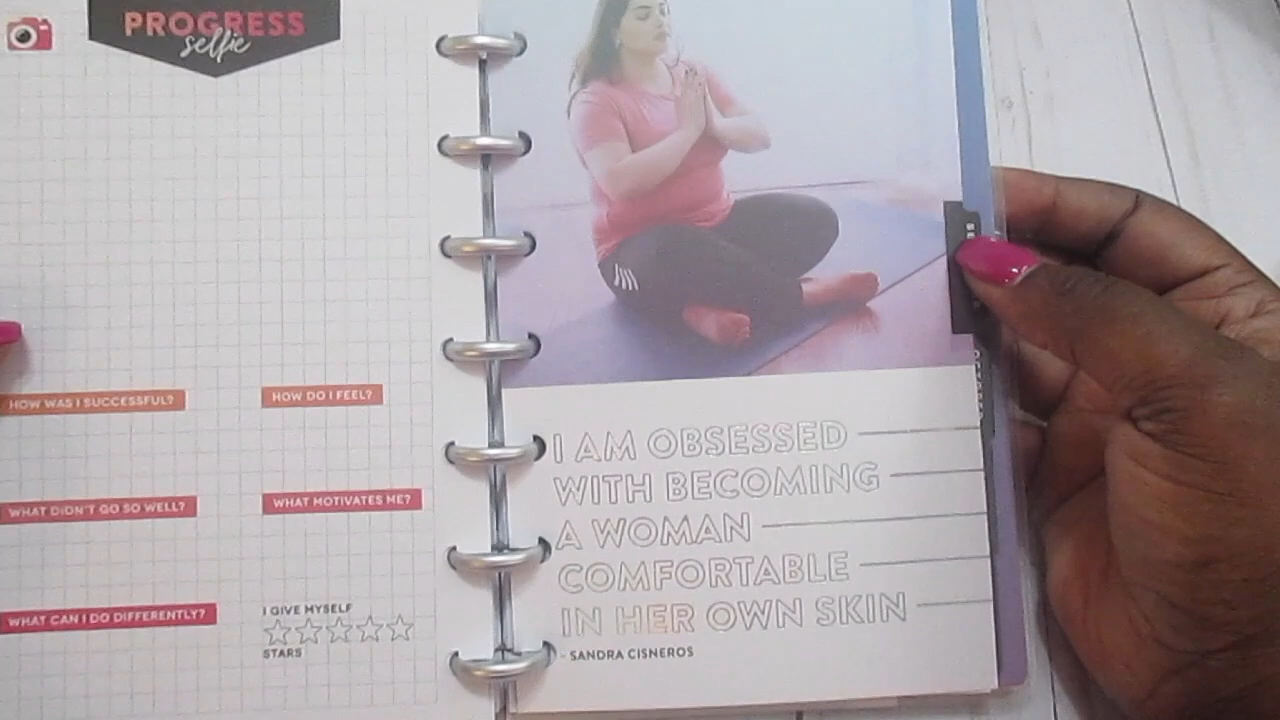 PROGRESS
selfie
HOW WAS I SUCCESSFUL?
HOW DO I FEEL?
WHAT DIDN'T GO SO WELL?
WHAT MOTIVATES ME?
WHAT CAN I DO DIFFERENTLY?
I GIVE MYSELF
STARS
I AM OBSESSED
WITH BECOMING
A WOMAN
COMFORTABLE
IN HER OWN SKIN
- SANDRA CISNEROS